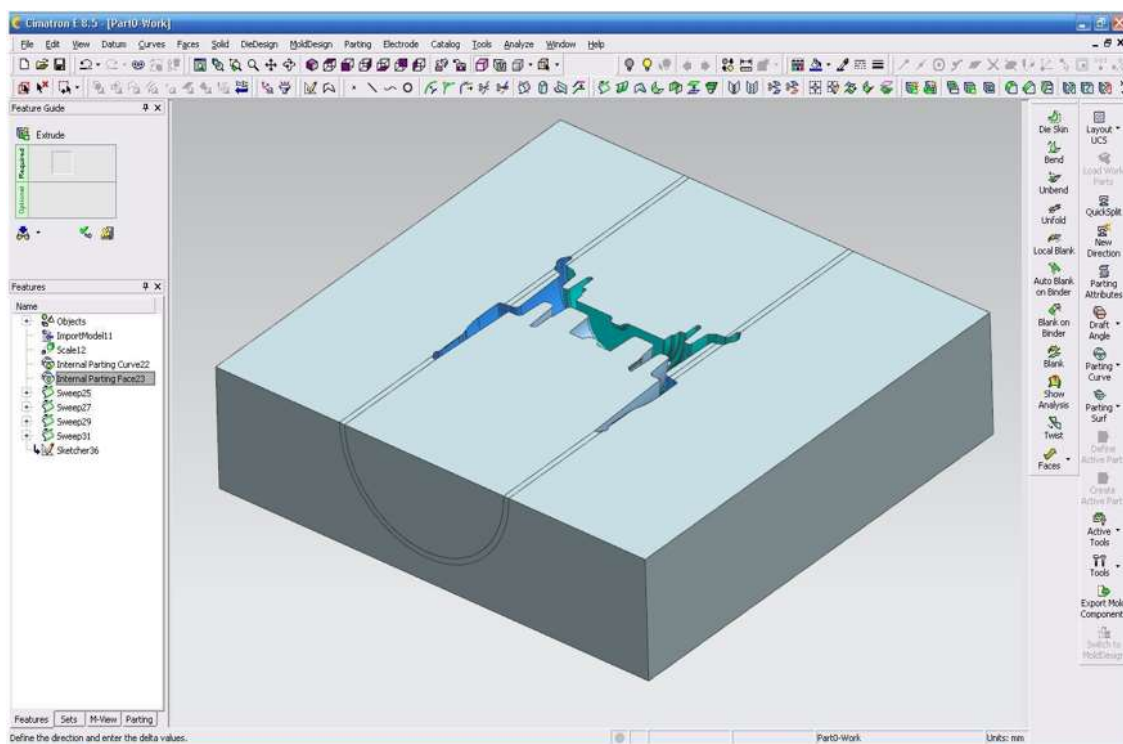 Cimatron E 8.5 - [Part0-Work]
File Edit View Datum Curves Faces Solid DieDesign MoldDesign Parting Electrode Catalog Tools Analyze Window Help
Feature Guide
Extrude
Required
Optional
Features
Name
Objects
ImportModel11
Scale12
Internal Parting Curve22
Internal Parting Face23
Sweep25
Sweep27
Sweep29
Sweep31
Sketcher36
Features Sets M-View Parting
Die Skin
Bend
Unbend
Unfold
Local Blank
Auto Blank
on Binder
Blank on
Binder
Blank
Show
Analysis
Twist
Faces
Layout
UCS
Load Work
Parts
QuickSplit
New
Direction
Parting
Attributes
Draft
Angle
Parting
Curve
Parting
Surf
Define
Active Part
Create
Active Part
Active
Tools
Tools
Export Mold
Component
Switch to
MoldDesign
Define the direction and enter the delta values.
Part0-Work
Units: mm